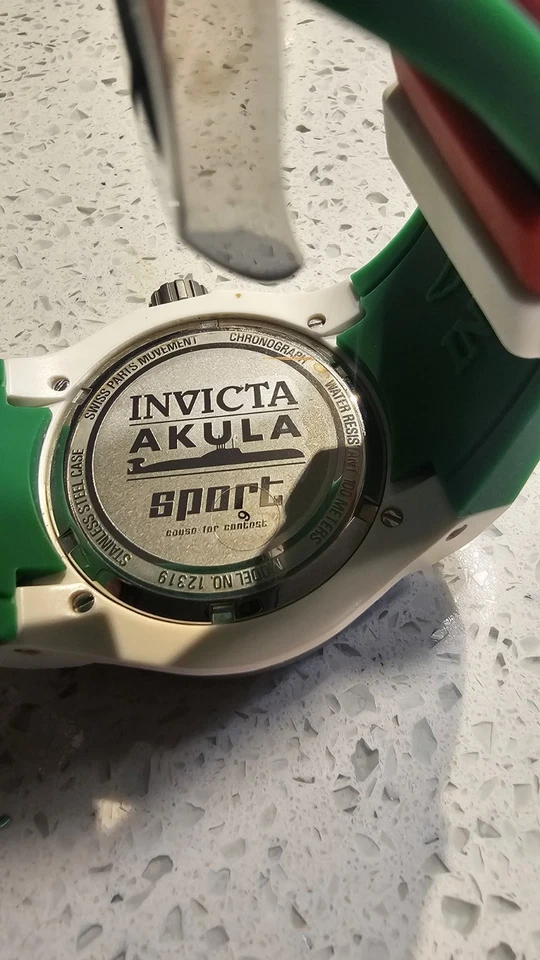 INVICTA
AKULA
sport
cause for contest
9
SWISS PARTS MOVEMENT
CHRONOGRAPH
WATER RESISTANT 100 METERS
MODEL NO. 12319
STAINLESS STEEL CASE